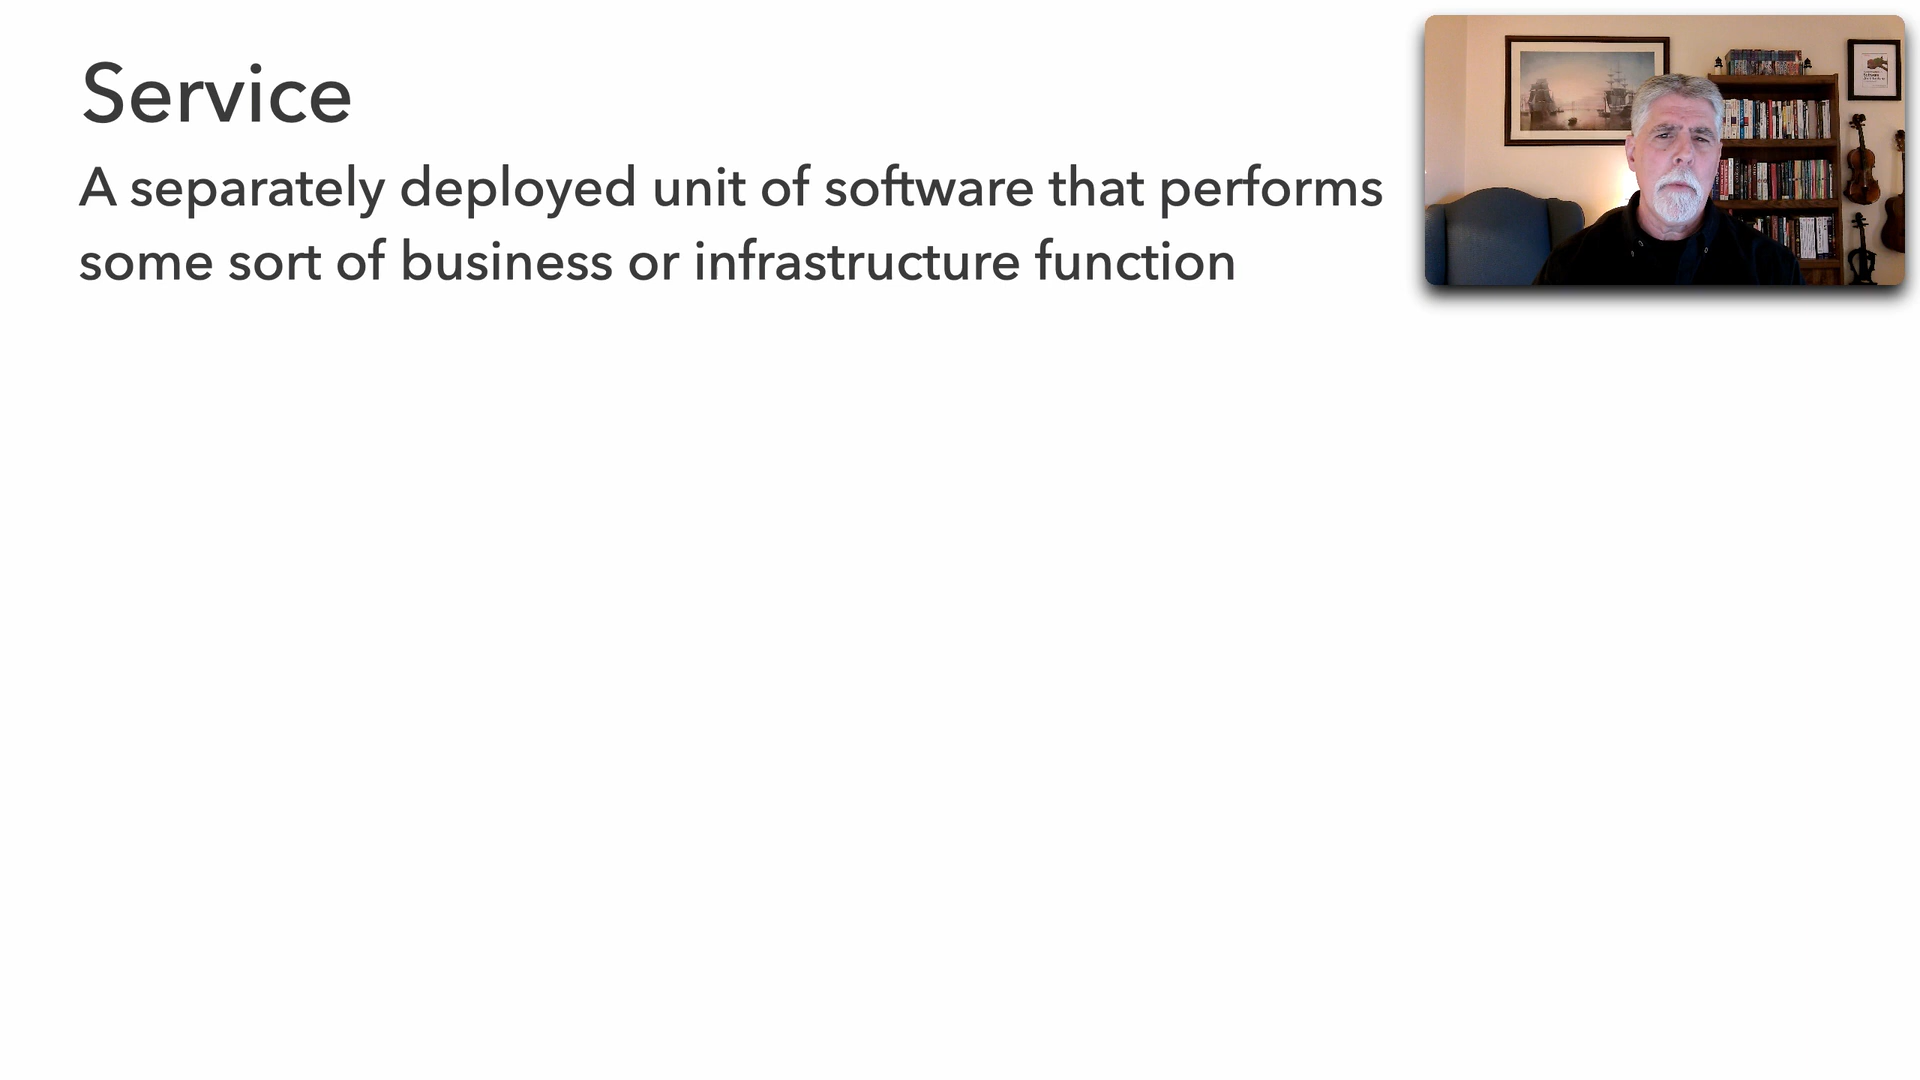 Service
A separately deployed unit of software that performs
some sort of business or infrastructure function